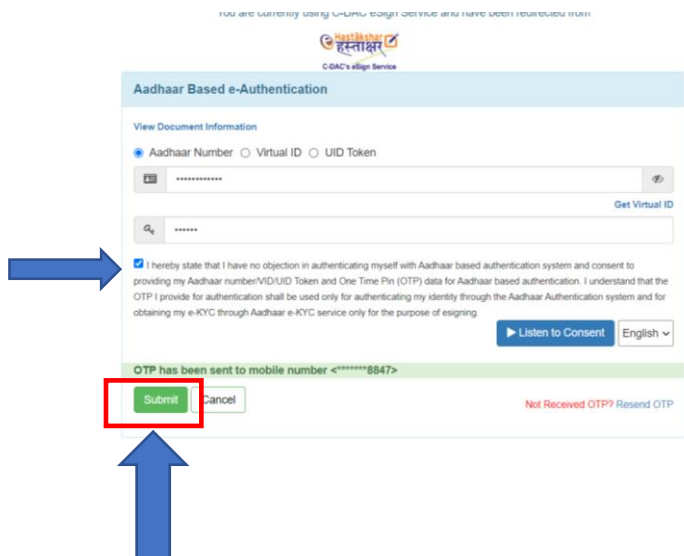 You are currently using C-DAC eSign Service and have been redirected from
Hastākshar
हस्ताक्षर
C-DAC's eSign Service
Aadhaar Based e-Authentication
View Document Information
Aadhaar Number Virtual ID UID Token
••••••••••••
Get Virtual ID
••••••
I hereby state that I have no objection in authenticating myself with Aadhaar based authentication system and consent to
providing my Aadhaar number/VID/UID Token and One Time Pin (OTP) data for Aadhaar based authentication. I understand that the
OTP I provide for authentication shall be used only for authenticating my identity through the Aadhaar Authentication system and for
obtaining my e-KYC through Aadhaar e-KYC service only for the purpose of esigning.
Listen to Consent English
OTP has been sent to mobile number <*******8847>
Submit Cancel
Not Received OTP? Resend OTP